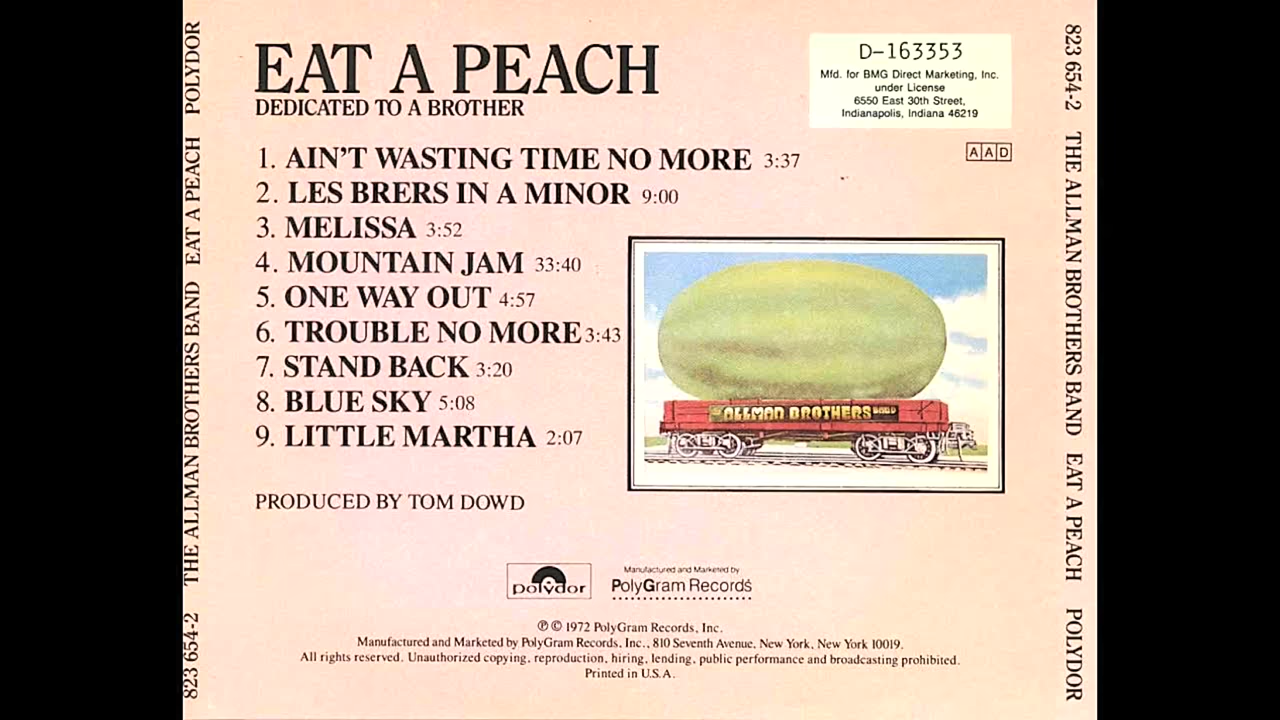 823 654-2 THE ALLMAN BROTHERS BAND EAT A PEACH POLYDOR
EAT A PEACH
DEDICATED TO A BROTHER
D-163353
Mfd. for BMG Direct Marketing, Inc.
under License
6550 East 30th Street,
Indianapolis, Indiana 46219
AAD
1. AIN'T WASTING TIME NO MORE 3:37
2. LES BRERS IN A MINOR 9:00
3. MELISSA 3:52
4. MOUNTAIN JAM 33:40
5. ONE WAY OUT 4:57
6. TROUBLE NO MORE 3:43
7. STAND BACK 3:20
8. BLUE SKY 5:08
9. LITTLE MARTHA 2:07
ALLMAN BROTHERS BAND
PRODUCED BY TOM DOWD
polydor
Manufactured and Marketed by
PolyGram Records
℗ © 1972 PolyGram Records, Inc.
Manufactured and Marketed by PolyGram Records, Inc., 810 Seventh Avenue, New York, New York 10019.
All rights reserved. Unauthorized copying, reproduction, hiring, lending, public performance and broadcasting prohibited.
Printed in U.S.A.
823 654-2 THE ALLMAN BROTHERS BAND EAT A PEACH POLYDOR